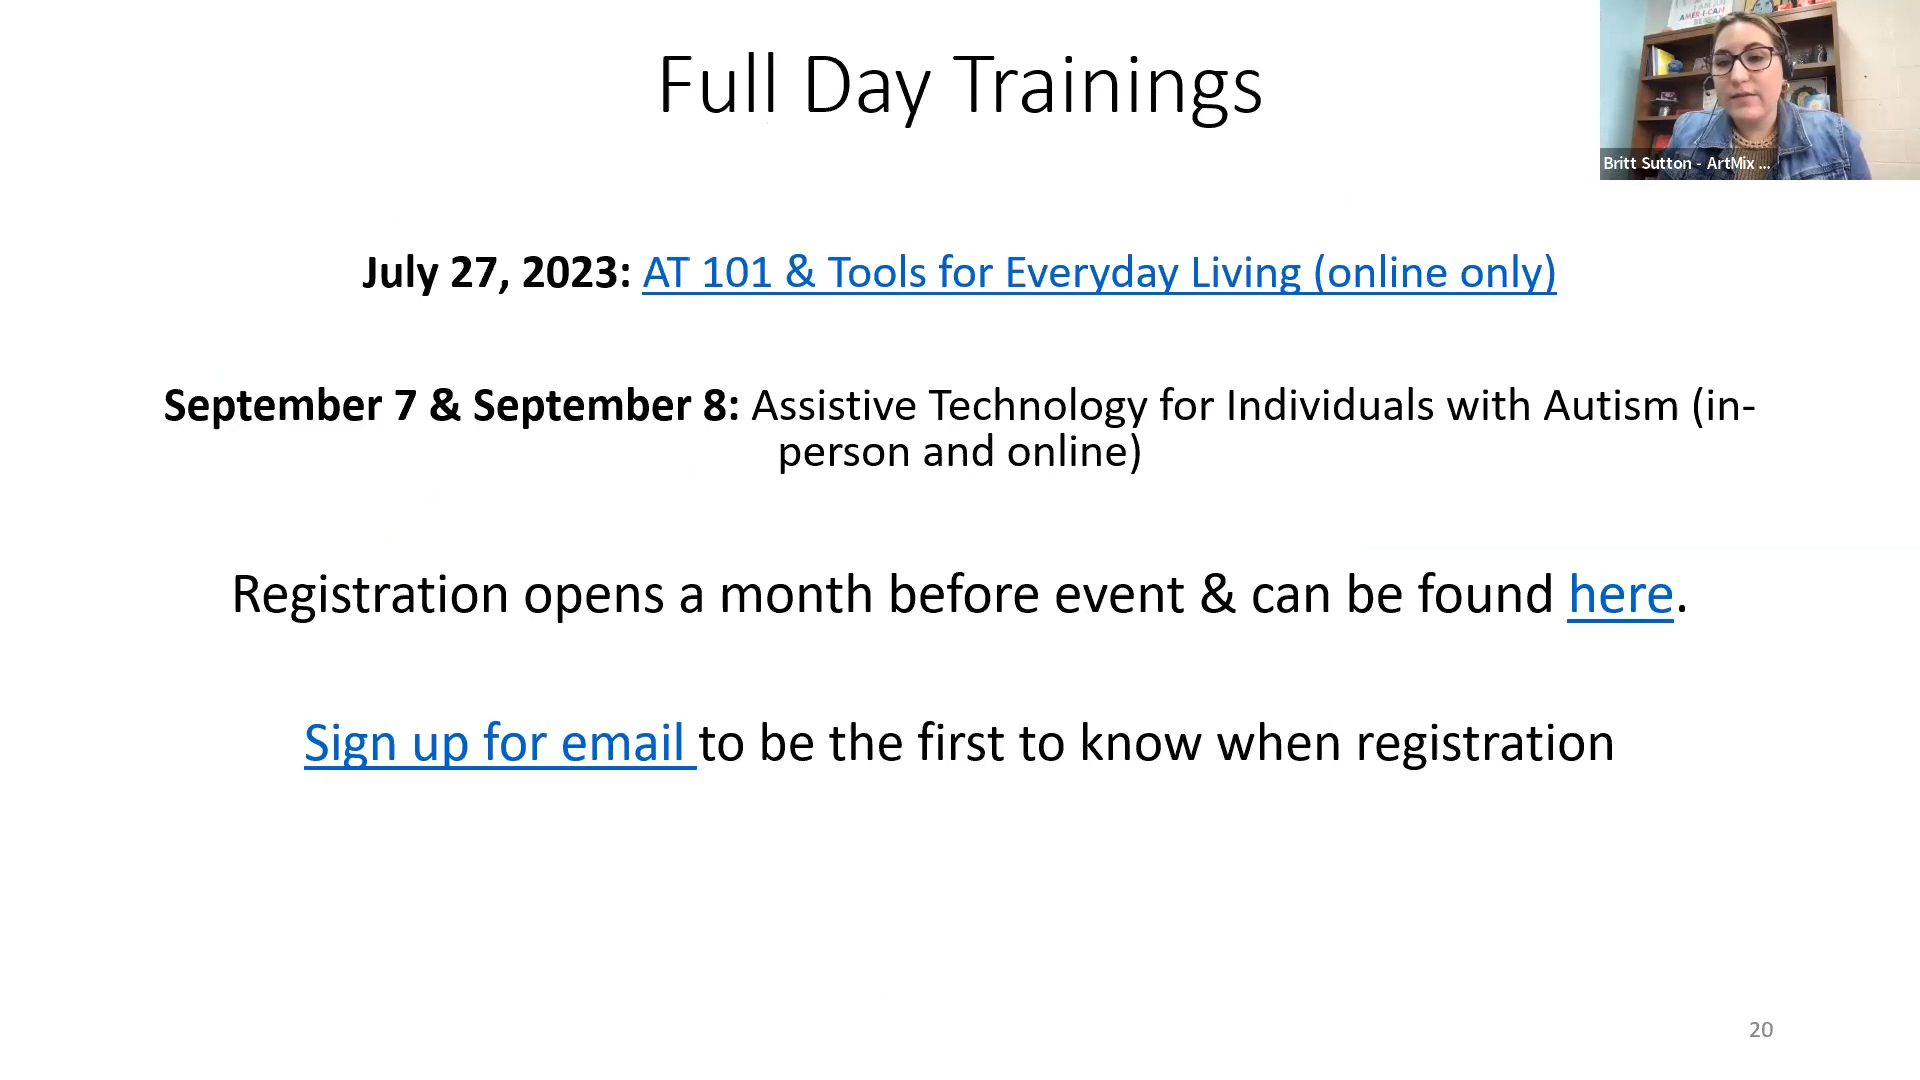 Full Day Trainings
Britt Sutton - ArtMix ...
July 27, 2023: AT 101 & Tools for Everyday Living (online only)
September 7 & September 8: Assistive Technology for Individuals with Autism (in-
person and online)
Registration opens a month before event & can be found here.
Sign up for email to be the first to know when registration
20